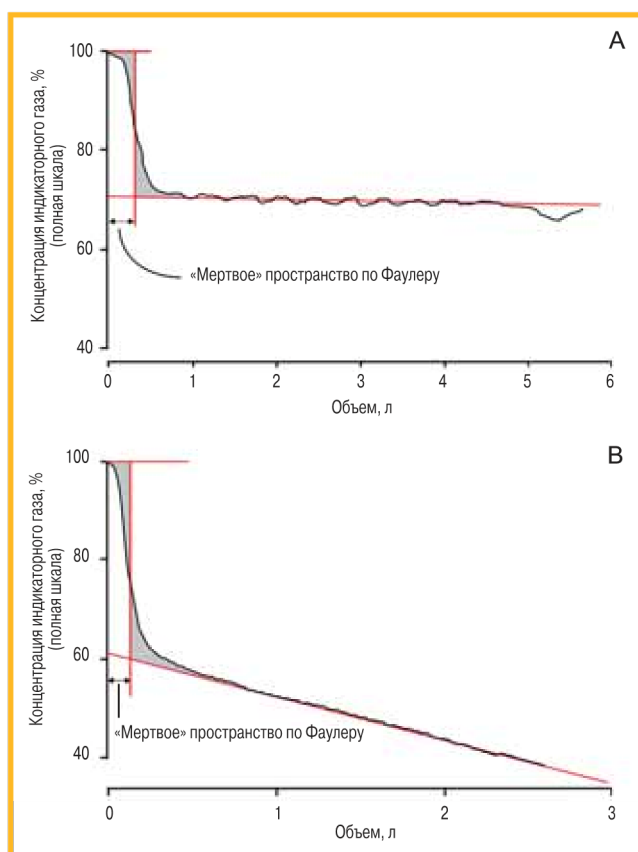 A
Концентрация индикаторного газа, %
(полная шкала)
100
80
60
40
«Мертвое» пространство по Фаулеру
0
1
2
3
4
5
6
Объем, л
B
Концентрация индикаторного газа, %
(полная шкала)
100
80
60
40
«Мертвое» пространство по Фаулеру
0
1
2
3
Объем, л